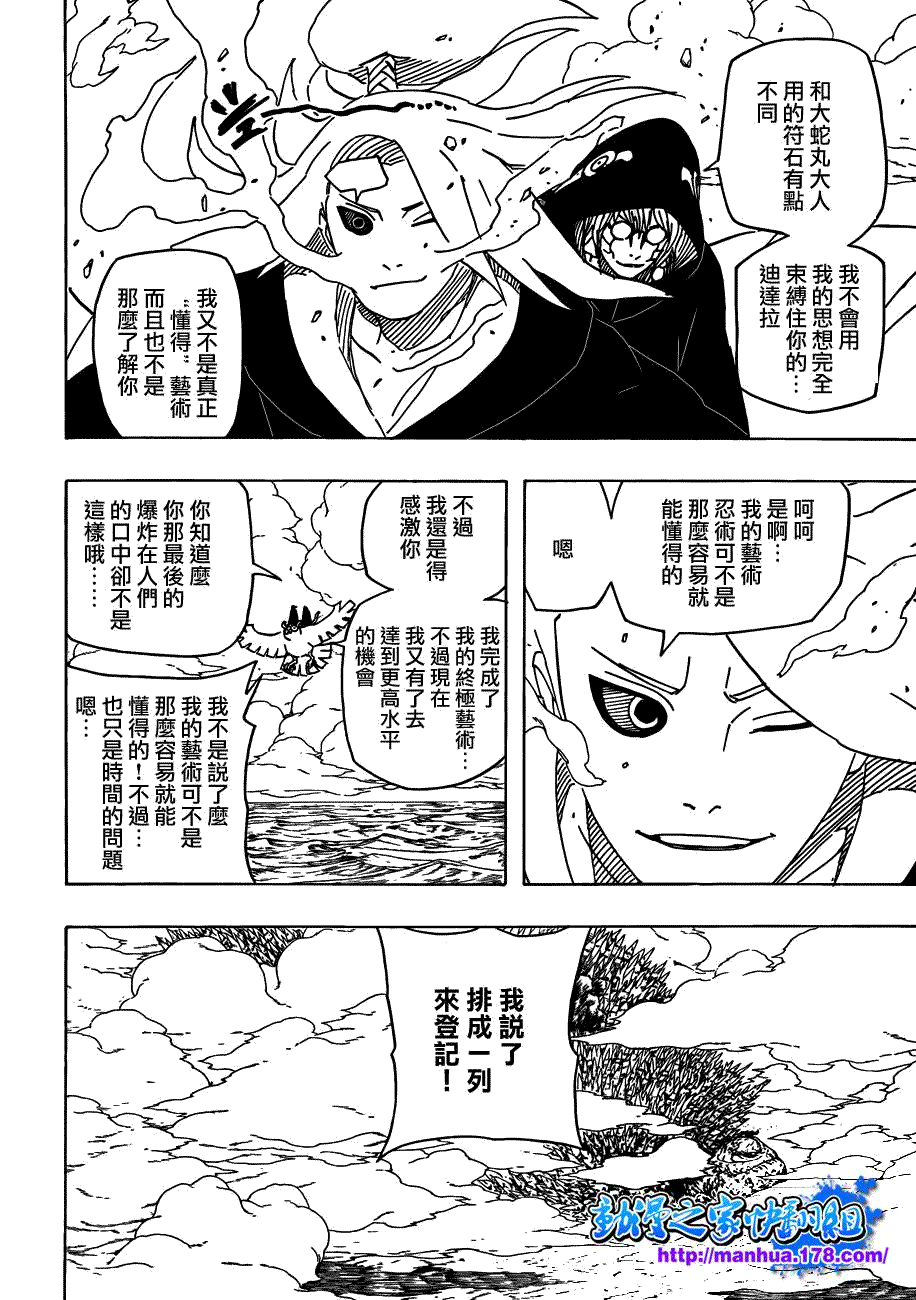 和大蛇丸大人
用的符石有點
不同
我不會用
我的思想完全
束縛住你的…
迪達拉
我又不是真正
“懂得”藝術
而且也不是
那麼了解你
呵呵
是啊…
我的藝術
忍術可不是
那麼容易就
能懂得的
嗯
不過
我還是得
感激你
我完成了
我的終極藝術…
不過現在
我又有了去
達到更高水平
的機會
你知道麼
你那最後的
爆炸在人們
的口中卻不是
這樣哦……
我不是説了麼
我的藝術可不是
那麼容易就能
懂得的！不過…
也只是時間的問題
嗯…
我説了
排成一列
來登記！
動漫之家快翻組
http://manhua.178.com/